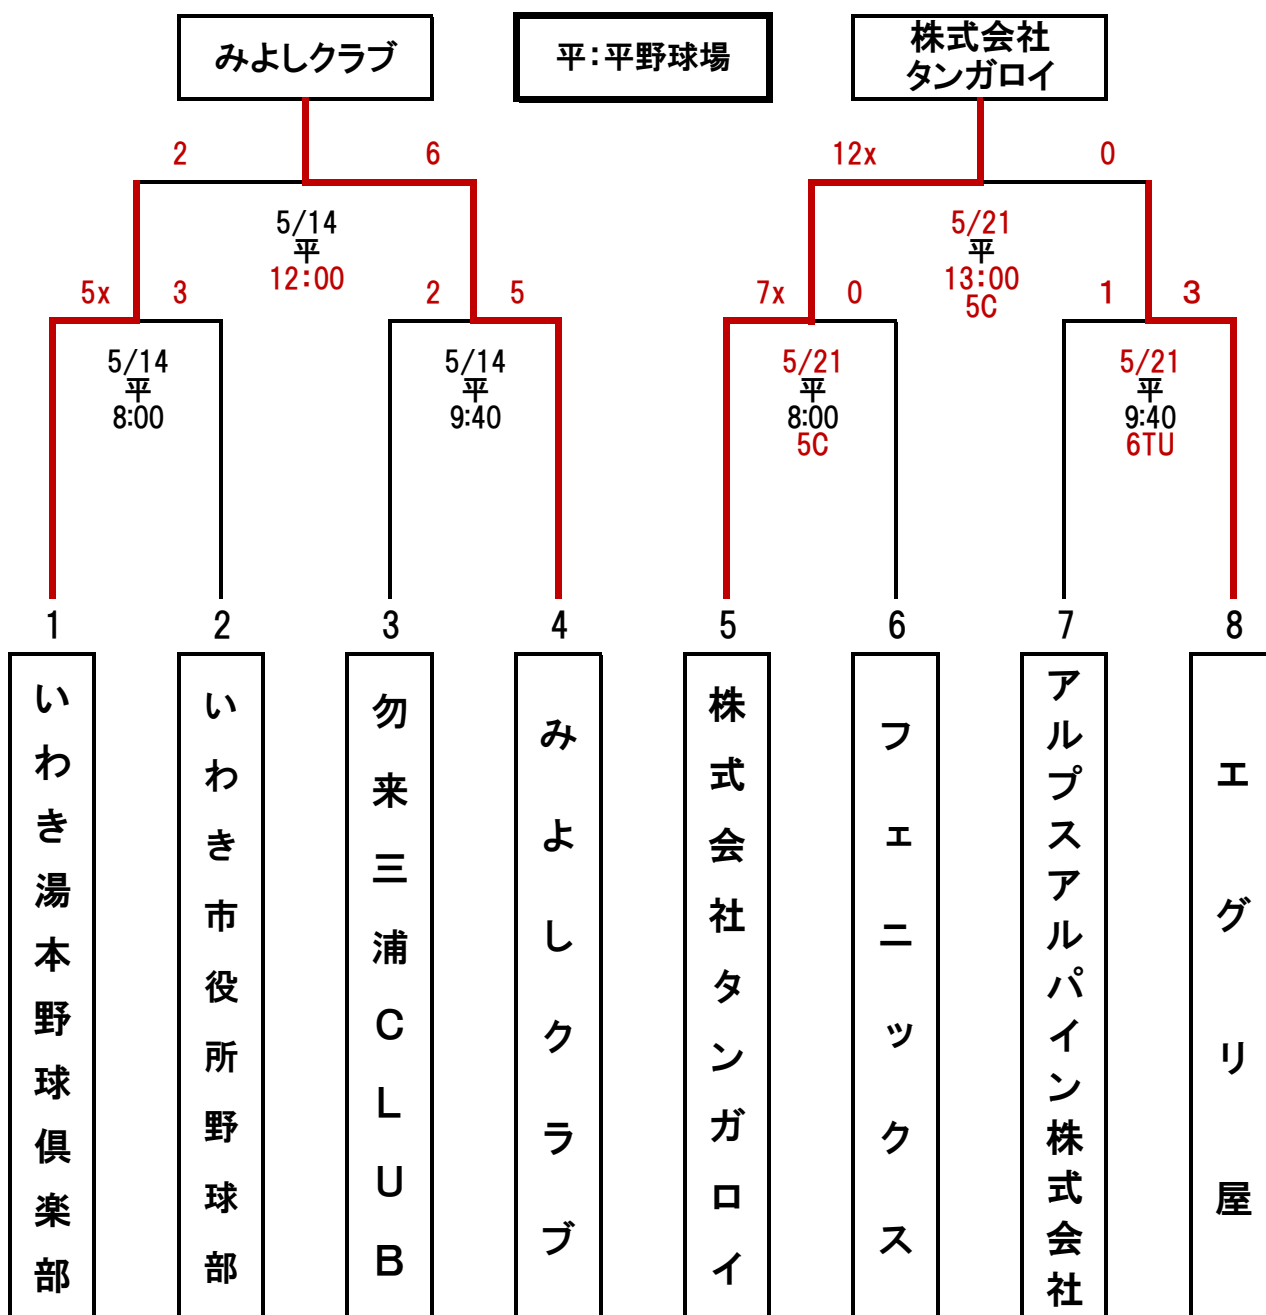 みよしクラブ
平：平野球場
株式会社
タンガロイ
2
6
12x
0
5/14
平
12:00
5/21
平
13:00
5C
5x
3
2
5
7x
0
1
3
5/14
平
8:00
5/14
平
9:40
5/21
平
8:00
5C
5/21
平
9:40
6TU
1
2
3
4
5
6
7
8
いわき湯本野球倶楽部
いわき市役所野球部
勿来三浦CLUB
みよしクラブ
株式会社タンガロイ
フェニックス
アルプスアルパイン株式会社
エグリ屋